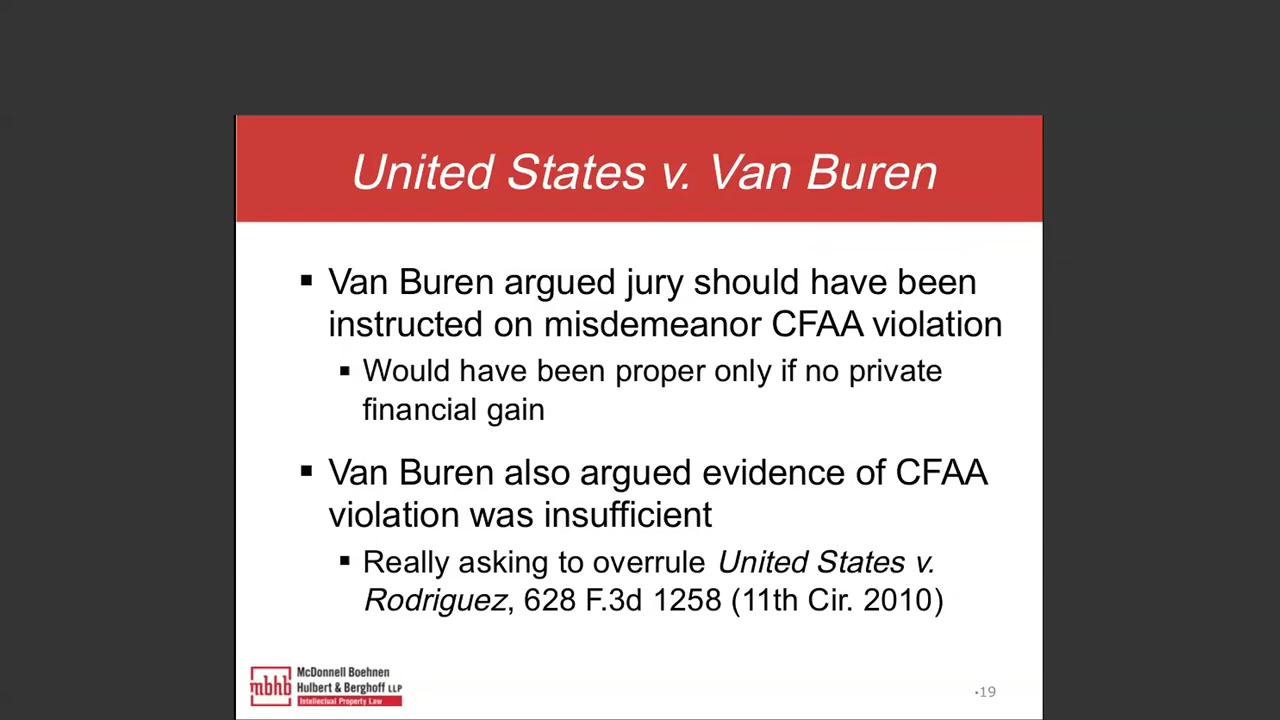 United States v. Van Buren
▪ Van Buren argued jury should have been
instructed on misdemeanor CFAA violation
▪ Would have been proper only if no private
financial gain
▪ Van Buren also argued evidence of CFAA
violation was insufficient
▪ Really asking to overrule United States v.
Rodriguez, 628 F.3d 1258 (11th Cir. 2010)
mbhb
McDonnell Boehnen
Hulbert & Berghoff LLP
Intellectual Property Law
•19